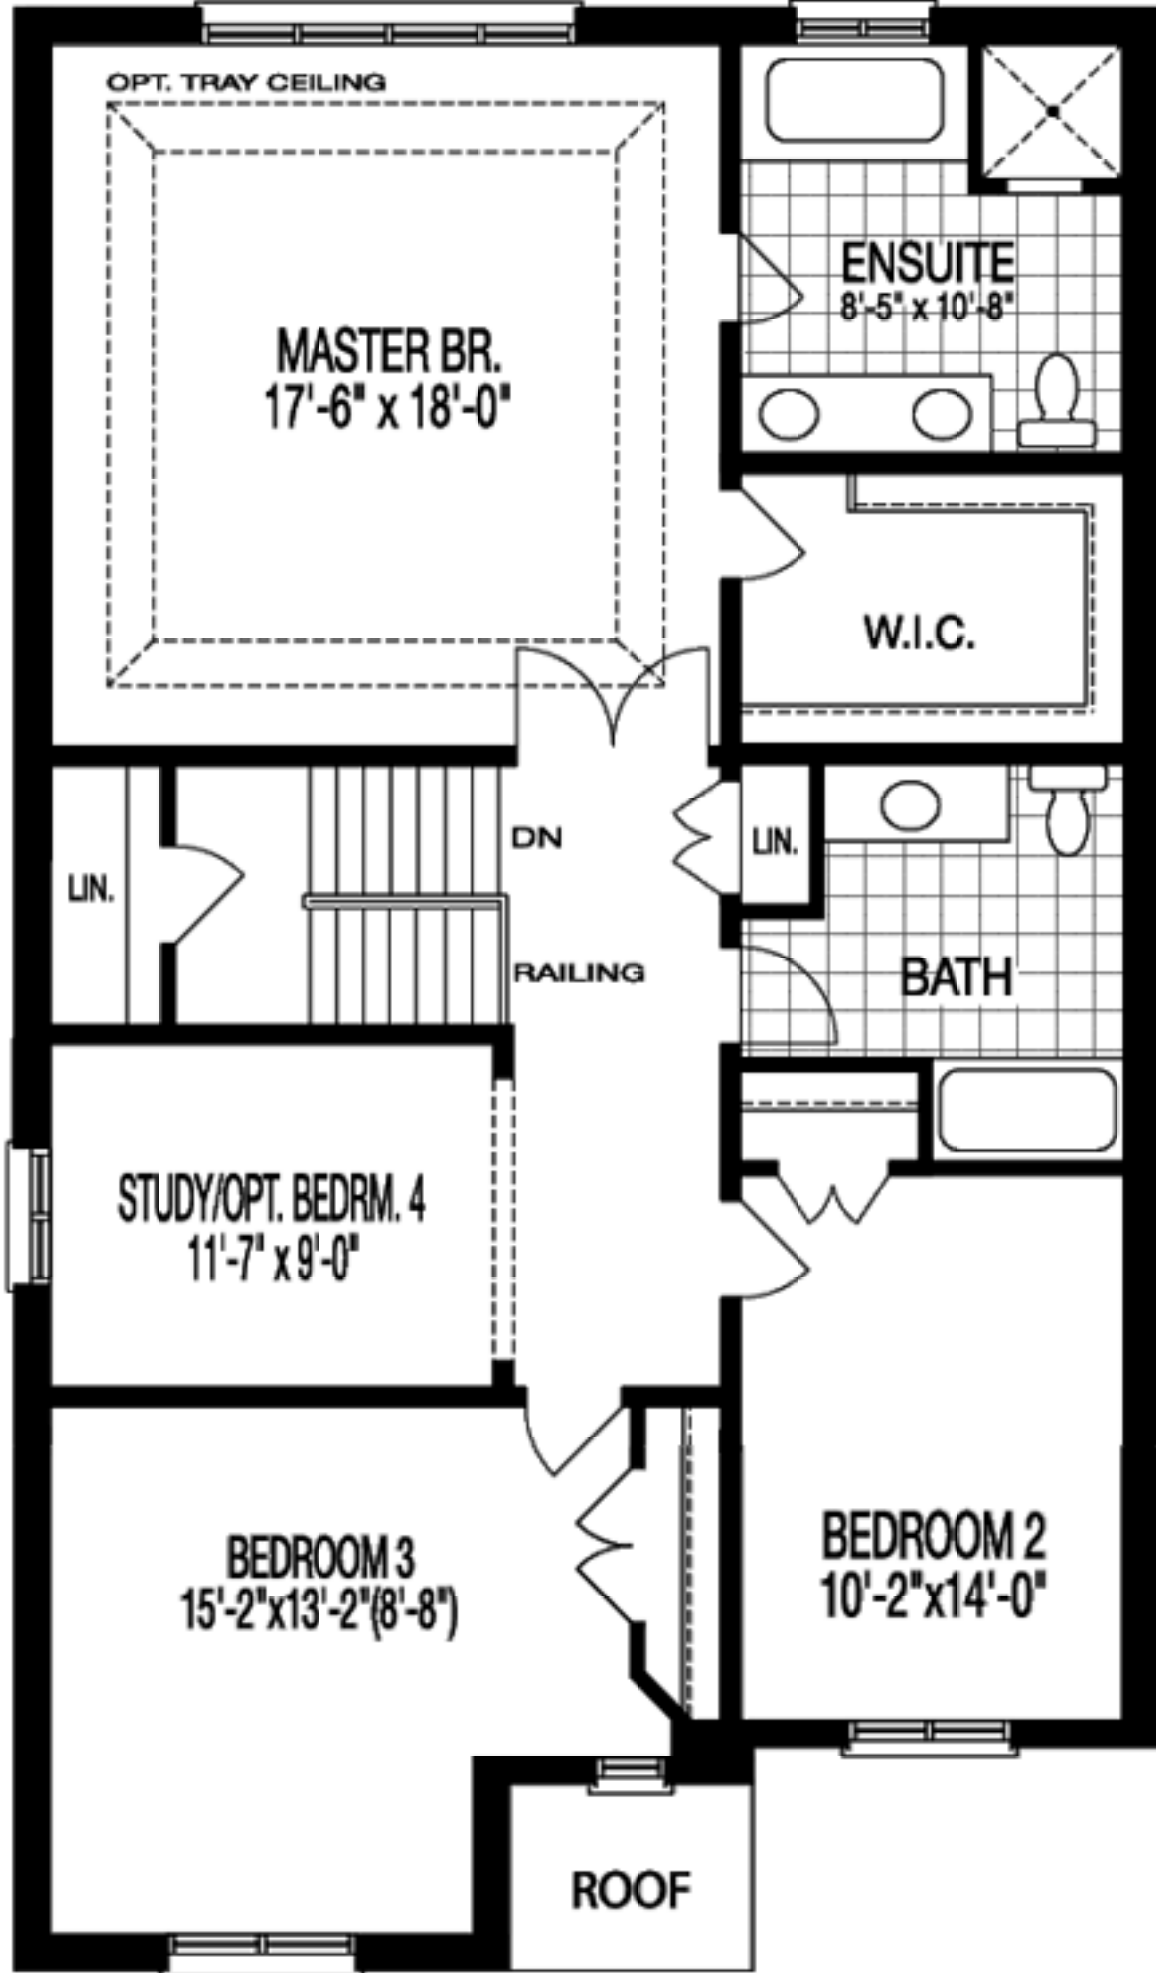 OPT. TRAY CEILING
ENSUITE
8'-5" x 10'-8"
MASTER BR.
17'-6" x 18'-0"
W.I.C.
DN
LIN.
LIN.
RAILING
BATH
STUDY/OPT. BEDRM. 4
11'-7" x 9'-0"
BEDROOM 3
15'-2"x13'-2"(8'-8")
BEDROOM 2
10'-2"x14'-0"
ROOF